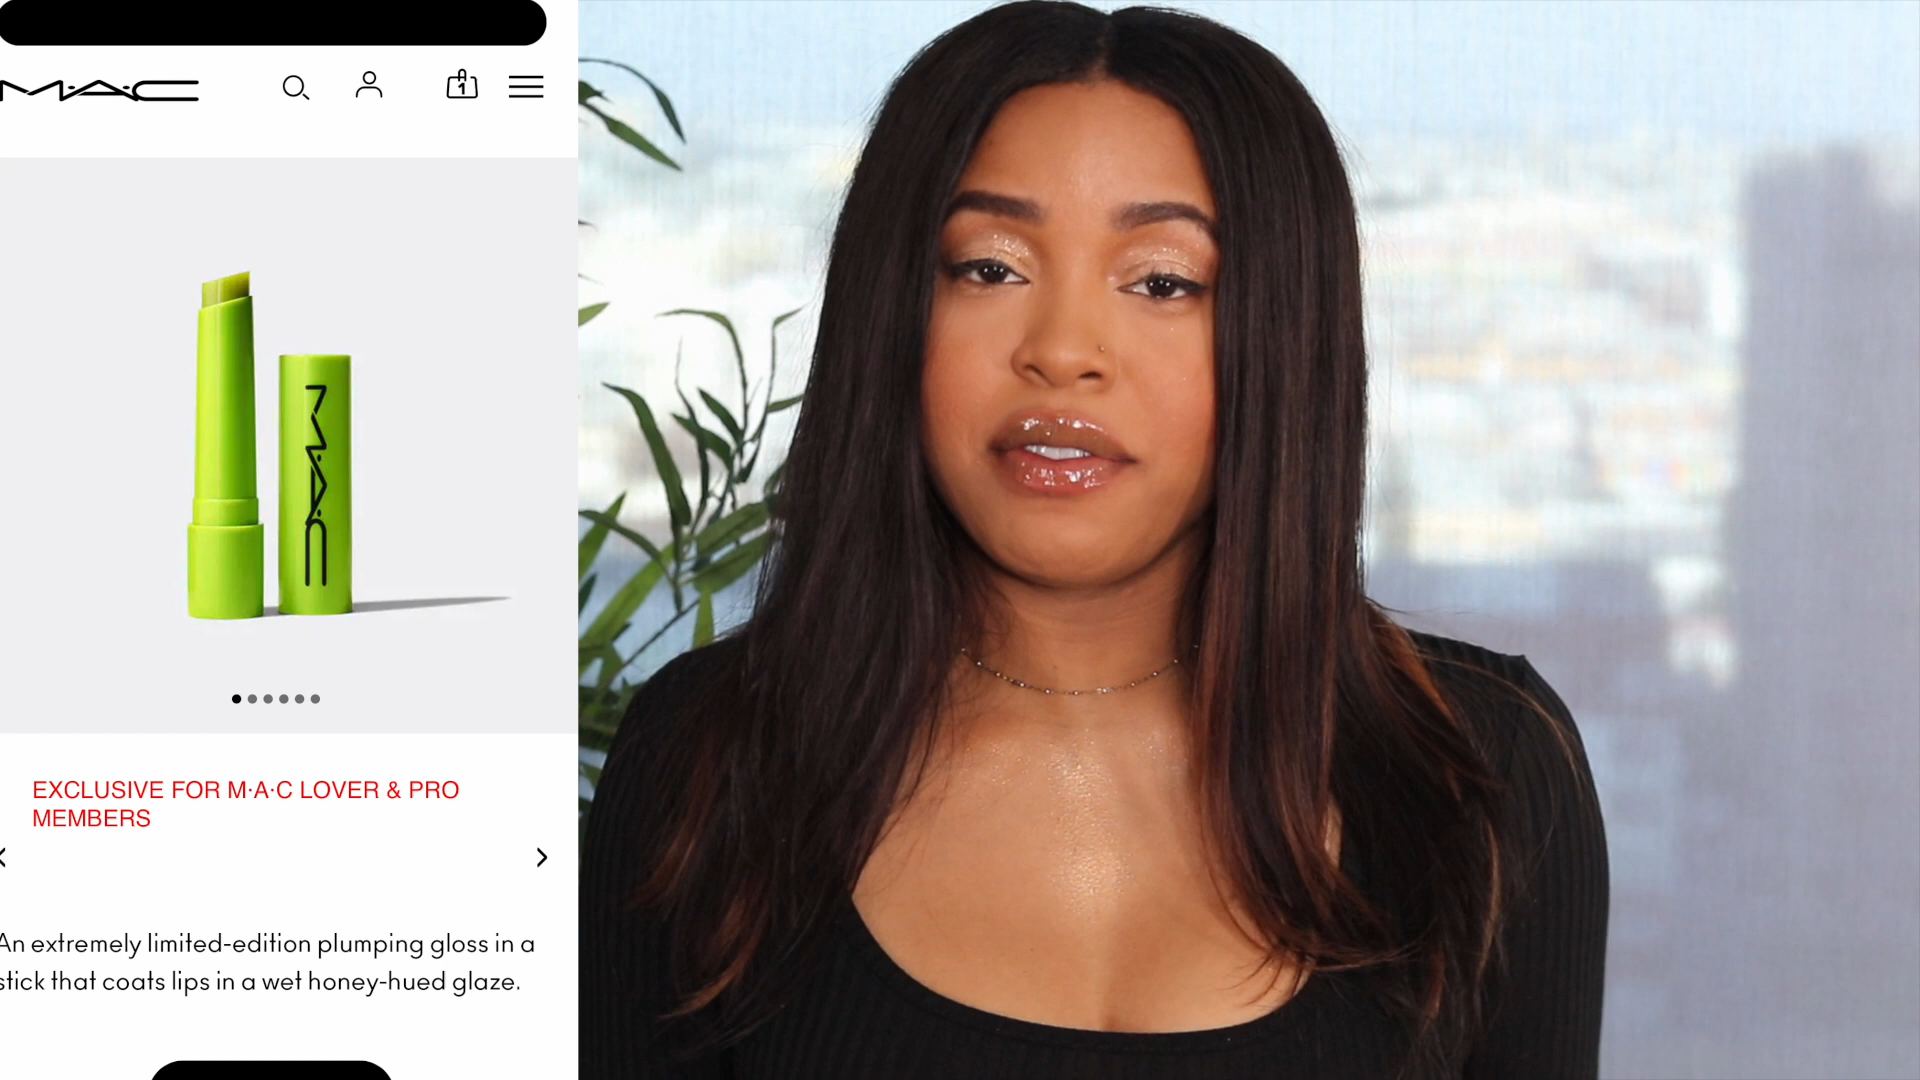 M·A·C
1
M·A·C
EXCLUSIVE FOR M·A·C LOVER & PRO
MEMBERS
An extremely limited-edition plumping gloss in a
stick that coats lips in a wet honey-hued glaze.